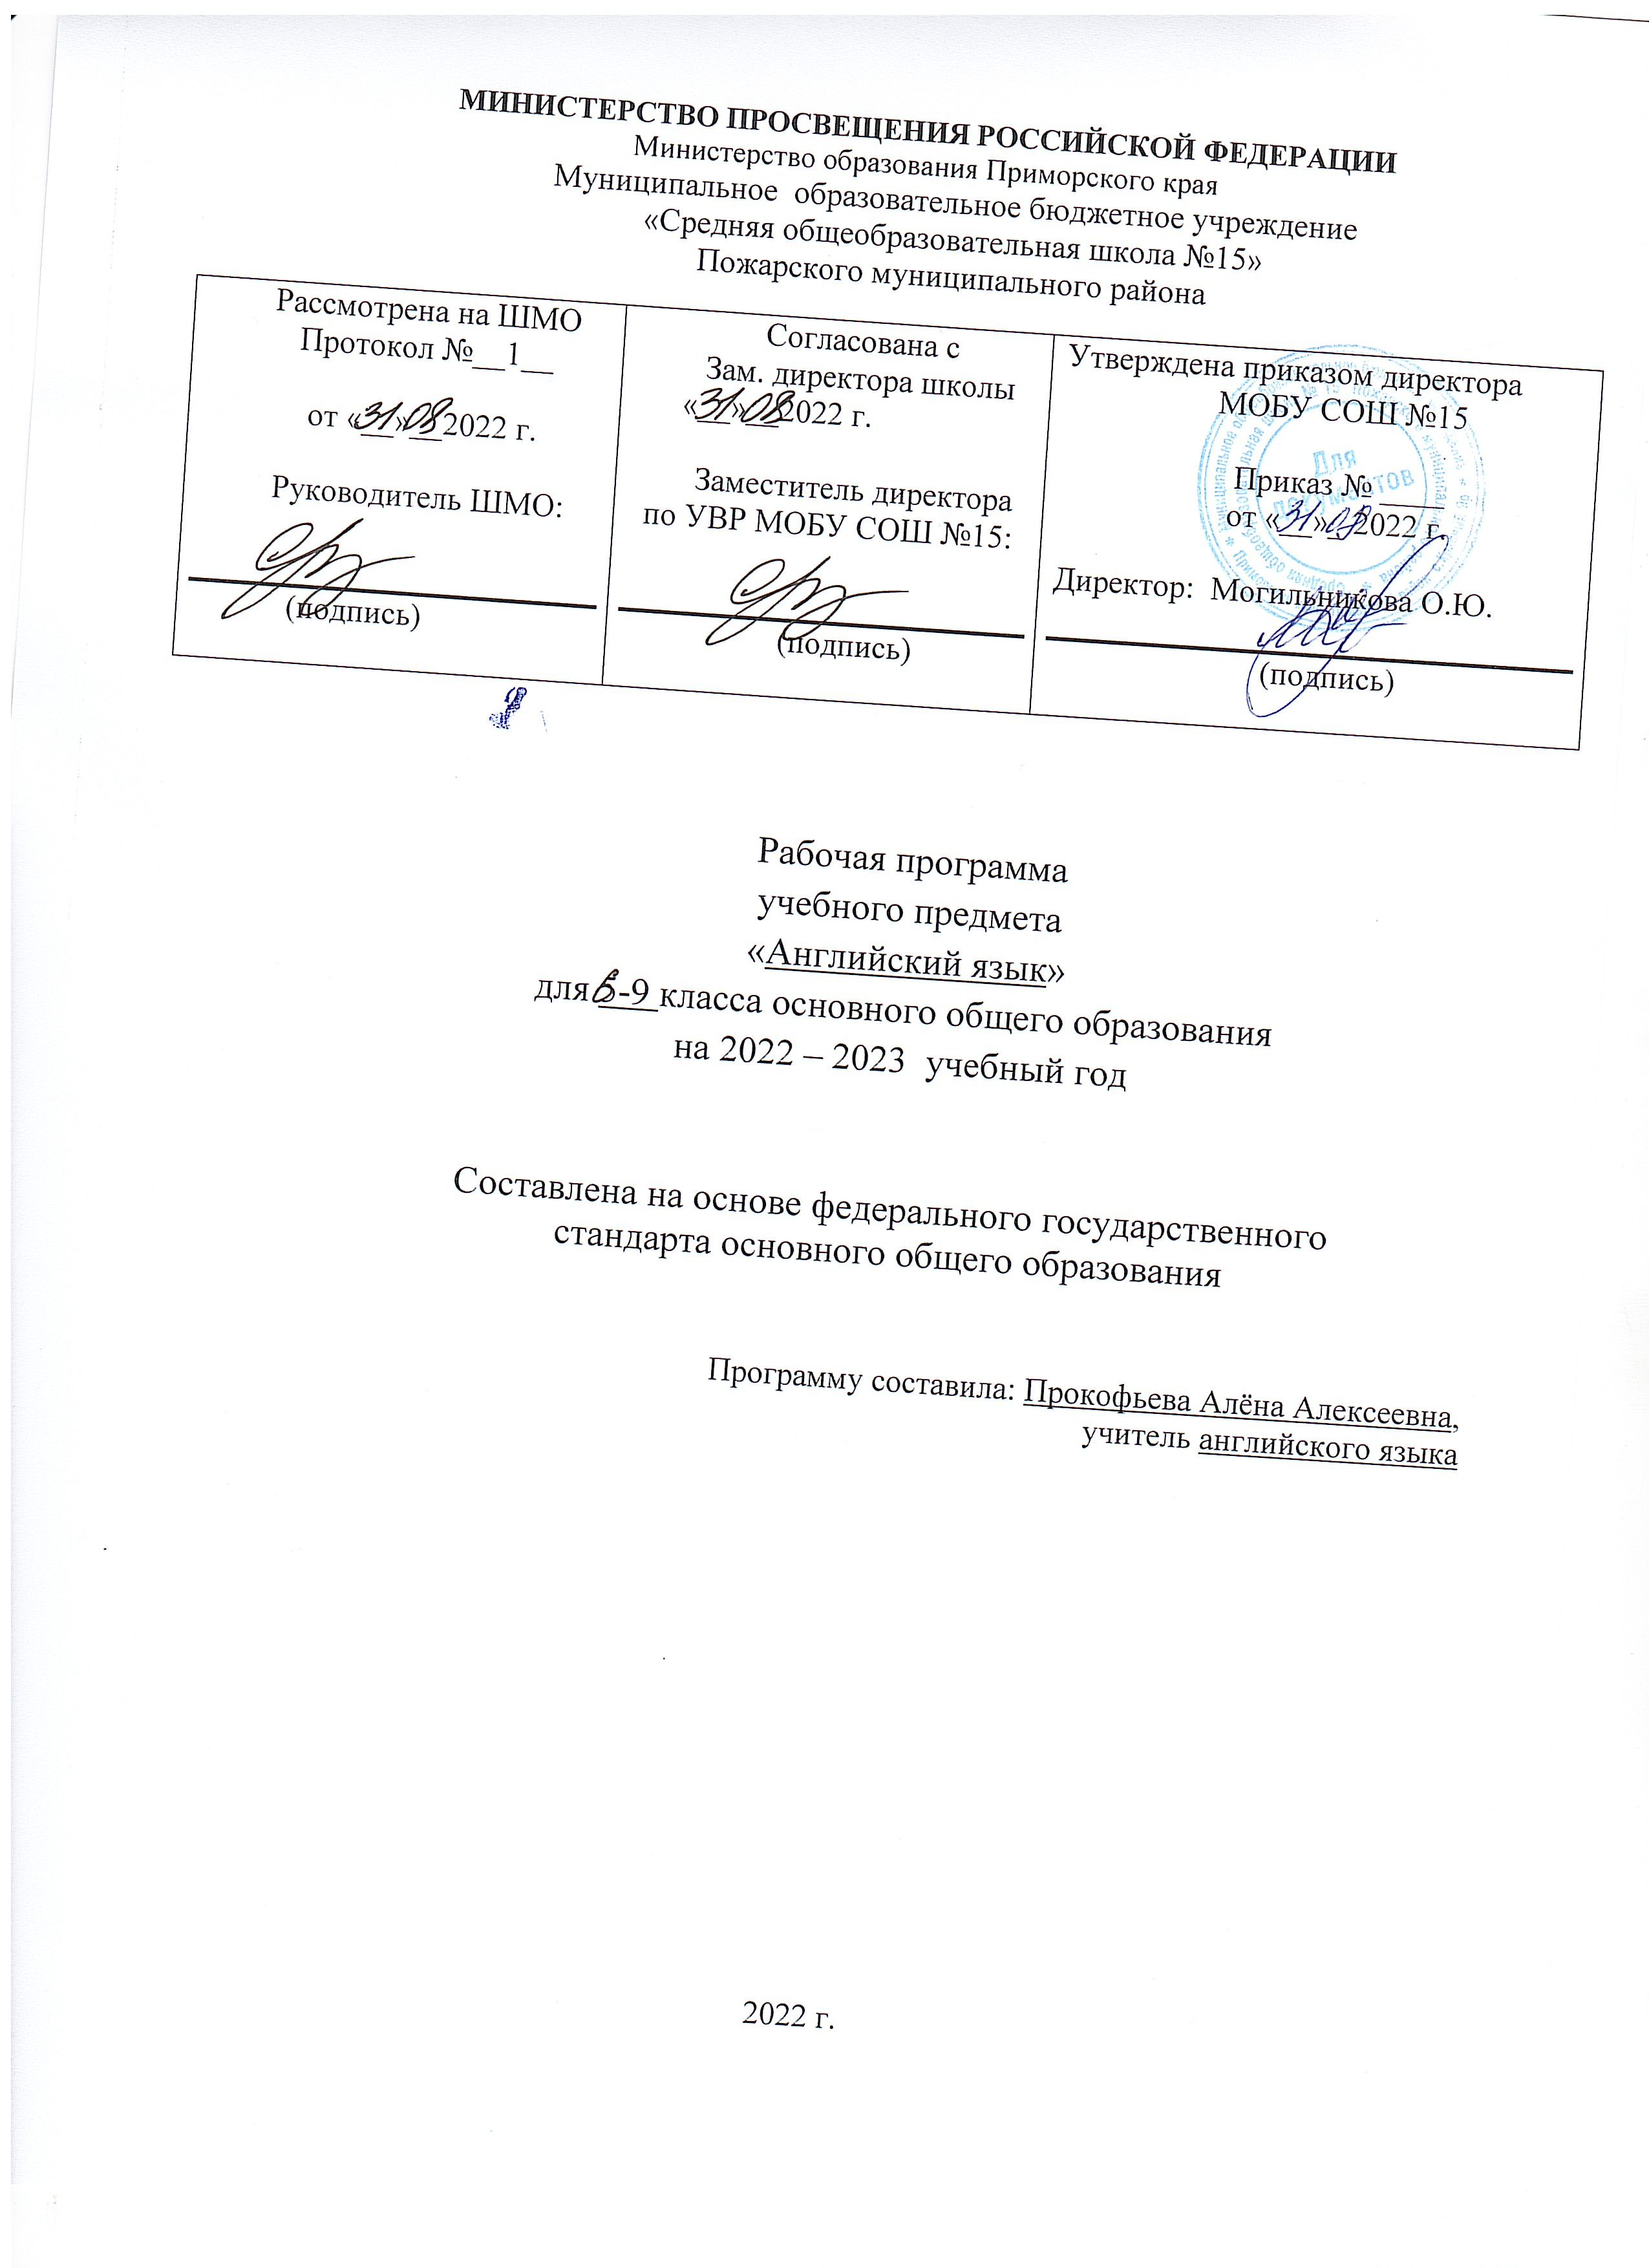 МИНИСТЕРСТВО ПРОСВЕЩЕНИЯ РОССИЙСКОЙ ФЕДЕРАЦИИ
Министерство образования Приморского края
Муниципальное образовательное бюджетное учреждение
«Средняя общеобразовательная школа №15»
Пожарского муниципального района
Рассмотрена на ШМО
Протокол №__1__
от «31» 08 2022 г.
Руководитель ШМО:
(подпись)
Согласована с
Зам. директора школы
«31» 08 2022 г.
Заместитель директора
по УВР МОБУ СОШ №15:
(подпись)
Утверждена приказом директора
МОБУ СОШ №15
Приказ № ____
от «31» 08 2022 г.
Директор: Могильникова О.Ю.
(подпись)
Для
документов
Рабочая программа
учебного предмета
«Английский язык»
для -9 класса основного общего образования
на 2022 – 2023 учебный год
Составлена на основе федерального государственного
стандарта основного общего образования
Программу составила: Прокофьева Алёна Алексеевна,
учитель английского языка
2022 г.